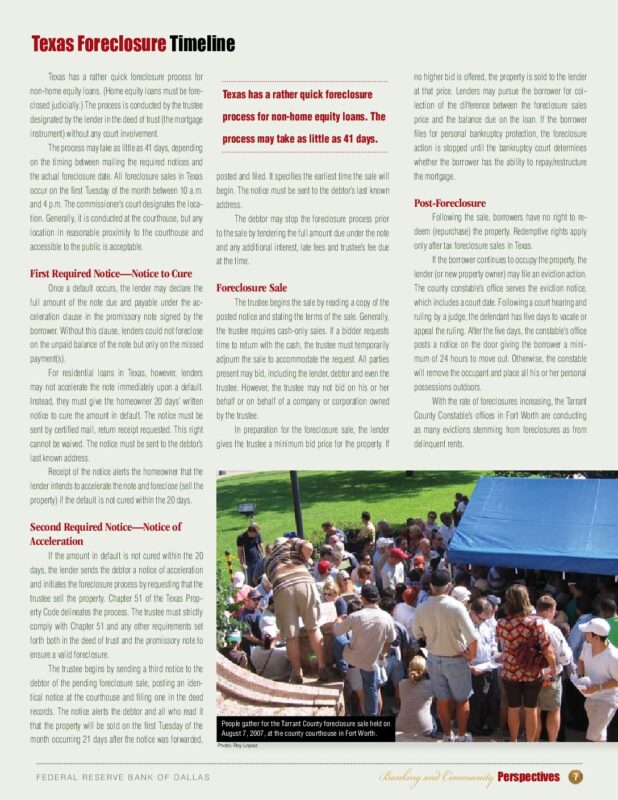 Texas Foreclosure Timeline
Texas has a rather quick foreclosure process for
non-home equity loans. (Home equity loans must be fore-
closed judicially.) The process is conducted by the trustee
designated by the lender in the deed of trust (the mortgage
instrument) without any court involvement.
The process may take as little as 41 days, depending
on the timing between mailing the required notices and
the actual foreclosure date. All foreclosure sales in Texas
occur on the first Tuesday of the month between 10 a.m.
and 4 p.m. The commissioner's court designates the loca-
tion. Generally, it is conducted at the courthouse, but any
location in reasonable proximity to the courthouse and
accessible to the public is acceptable.
First Required Notice—Notice to Cure
Once a default occurs, the lender may declare the
full amount of the note due and payable under the ac-
celeration clause in the promissory note signed by the
borrower. Without this clause, lenders could not foreclose
on the unpaid balance of the note but only on the missed
payment(s).
For residential loans in Texas, however, lenders
may not accelerate the note immediately upon a default.
Instead, they must give the homeowner 20 days' written
notice to cure the amount in default. The notice must be
sent by certified mail, return receipt requested. This right
cannot be waived. The notice must be sent to the debtor's
last known address.
Receipt of the notice alerts the homeowner that the
lender intends to accelerate the note and foreclose (sell the
property) if the default is not cured within the 20 days.
Second Required Notice—Notice of
Acceleration
If the amount in default is not cured within the 20
days, the lender sends the debtor a notice of acceleration
and initiates the foreclosure process by requesting that the
trustee sell the property. Chapter 51 of the Texas Prop-
erty Code delineates the process. The trustee must strictly
comply with Chapter 51 and any other requirements set
forth both in the deed of trust and the promissory note to
ensure a valid foreclosure.
The trustee begins by sending a third notice to the
debtor of the pending foreclosure sale, posting an iden-
tical notice at the courthouse and filing one in the deed
records. The notice alerts the debtor and all who read it
that the property will be sold on the first Tuesday of the
month occurring 21 days after the notice was forwarded,
Texas has a rather quick foreclosure
process for non-home equity loans. The
process may take as little as 41 days.
posted and filed. It specifies the earliest time the sale will
begin. The notice must be sent to the debtor's last known
address.
The debtor may stop the foreclosure process prior
to the sale by tendering the full amount due under the note
and any additional interest, late fees and trustee's fee due
at the time.
Foreclosure Sale
The trustee begins the sale by reading a copy of the
posted notice and stating the terms of the sale. Generally,
the trustee requires cash-only sales. If a bidder requests
time to return with the cash, the trustee must temporarily
adjourn the sale to accommodate the request. All parties
present may bid, including the lender, debtor and even the
trustee. However, the trustee may not bid on his or her
behalf or on behalf of a company or corporation owned
by the trustee.
In preparation for the foreclosure sale, the lender
gives the trustee a minimum bid price for the property. If
no higher bid is offered, the property is sold to the lender
at that price. Lenders may pursue the borrower for col-
lection of the difference between the foreclosure sales
price and the balance due on the loan. If the borrower
files for personal bankruptcy protection, the foreclosure
action is stopped until the bankruptcy court determines
whether the borrower has the ability to repay/restructure
the mortgage.
Post-Foreclosure
Following the sale, borrowers have no right to re-
deem (repurchase) the property. Redemptive rights apply
only after tax foreclosure sales in Texas.
If the borrower continues to occupy the property, the
lender (or new property owner) may file an eviction action.
The county constable's office serves the eviction notice,
which includes a court date. Following a court hearing and
ruling by a judge, the defendant has five days to vacate or
appeal the ruling. After the five days, the constable's office
posts a notice on the door giving the borrower a mini-
mum of 24 hours to move out. Otherwise, the constable
will remove the occupant and place all his or her personal
possessions outdoors.
With the rate of foreclosures increasing, the Tarrant
County Constable's offices in Fort Worth are conducting
as many evictions stemming from foreclosures as from
delinquent rents.
People gather for the Tarrant County foreclosure sale held on
August 7, 2007, at the county courthouse in Fort Worth.
Photo: Roy Lopez
FEDERAL RESERVE BANK OF DALLAS
Banking and Community Perspectives 7